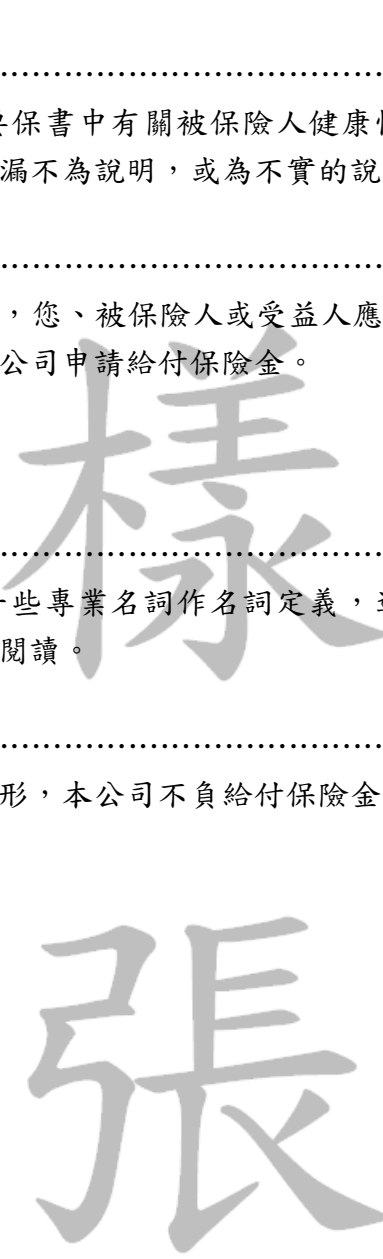 ........................................
保書中有關被保險人健康
漏不為說明，或為不實的說
........................................
，您、被保險人或受益人應
公司申請給付保險金。
樣
........................................
一些專業名詞作名詞定義，
閱讀。
........................................
形，本公司不負給付保險金
張